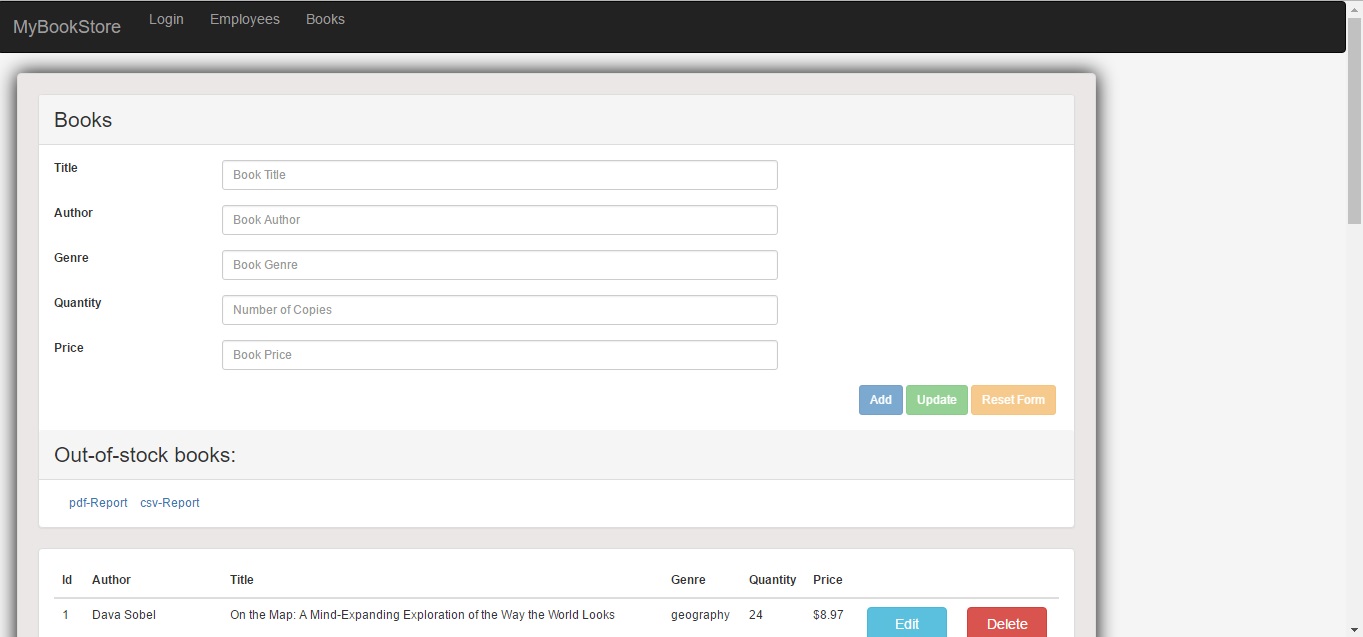 MyBookStore Login Employees Books
Books
Title Book Title
Author Book Author
Genre Book Genre
Quantity Number of Copies
Price Book Price
Add Update Reset Form
Out-of-stock books:
pdf-Report csv-Report
Id Author Title Genre Quantity Price
1 Dava Sobel On the Map: A Mind-Expanding Exploration of the Way the World Looks geography 24 $8.97 Edit Delete